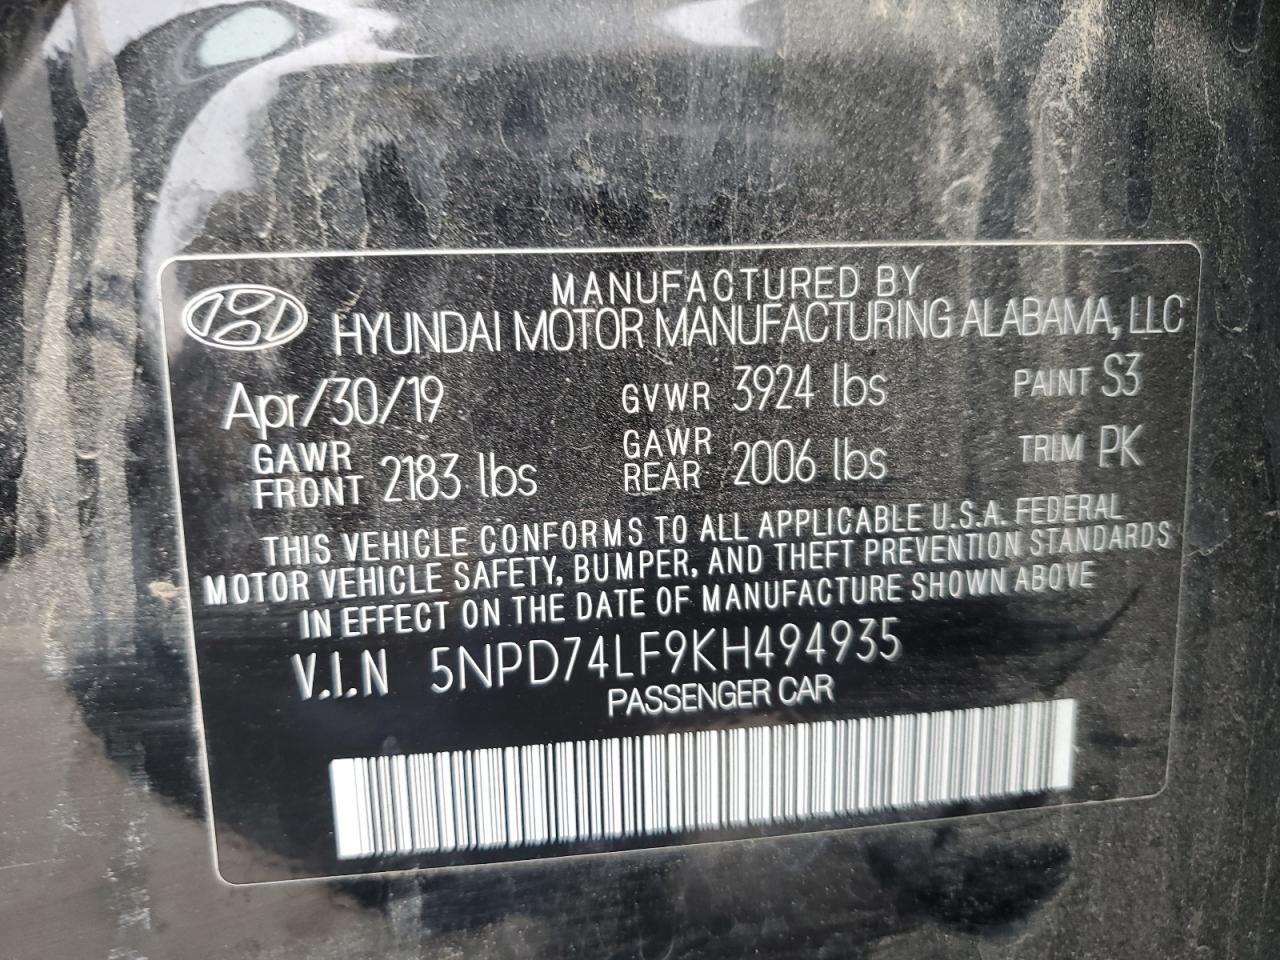 MANUFACTURED BY
HYUNDAI MOTOR MANUFACTURING ALABAMA, LLC
Apr/30/19 GVWR 3924 lbs PAINT S3
GAWR FRONT 2183 lbs GAWR REAR 2006 lbs TRIM PK
THIS VEHICLE CONFORMS TO ALL APPLICABLE U.S.A. FEDERAL
MOTOR VEHICLE SAFETY, BUMPER, AND THEFT PREVENTION STANDARDS
IN EFFECT ON THE DATE OF MANUFACTURE SHOWN ABOVE
V.I.N 5NPD74LF9KH494935
PASSENGER CAR